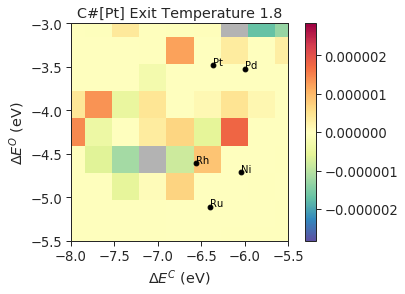 C#[Pt] Exit Temperature 1.8
−3.0
−3.5
−4.0
−4.5
−5.0
−5.5
ΔE^O (eV)
Pt
Pd
Rh
Ni
Ru
−8.0 −7.5 −7.0 −6.5 −6.0 −5.5
ΔE^C (eV)
0.000002
0.000001
0.000000
−0.000001
−0.000002